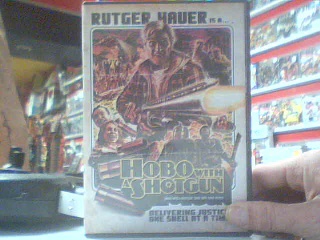 RUTGER HAUER IS A...
HOBO WITH
A SHOTGUN
DELIVERING JUSTICE
ONE SHELL AT A TIME